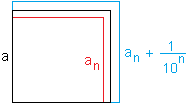 a
aₙ
aₙ + 1/10ⁿ